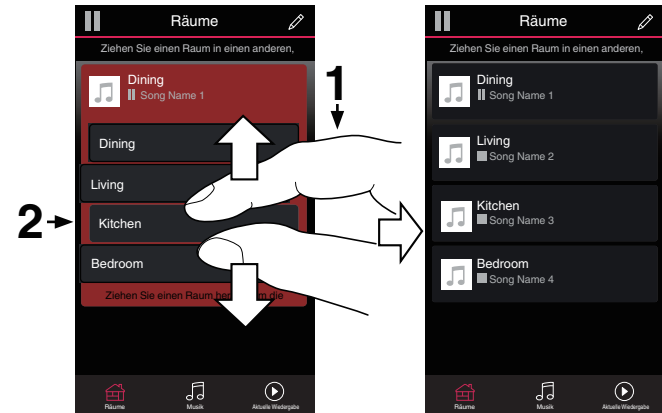 Räume
Ziehen Sie einen Raum in einen anderen,
Dining
Song Name 1
Dining
Living
Kitchen
Bedroom
Ziehen Sie einen Raum die
Räume
Musik
Aktuelle Wiedergabe
1
2
Räume
Ziehen Sie einen Raum in einen anderen,
Dining
Song Name 1
Living
Song Name 2
Kitchen
Song Name 3
Bedroom
Song Name 4
Räume
Musik
Aktuelle Wiedergabe